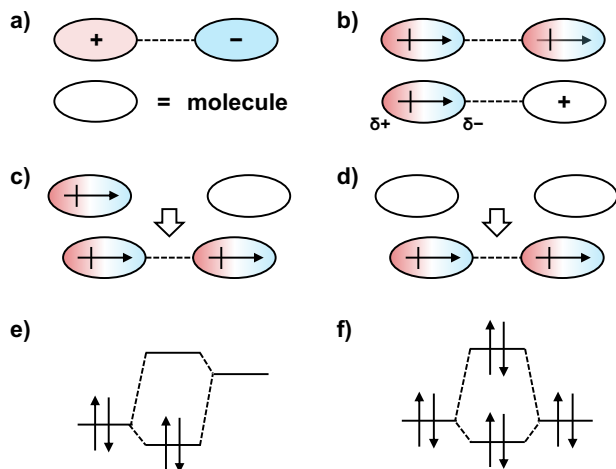 a)
+ −
= molecule
b)
+
δ+ δ−
c)
d)
e)
f)